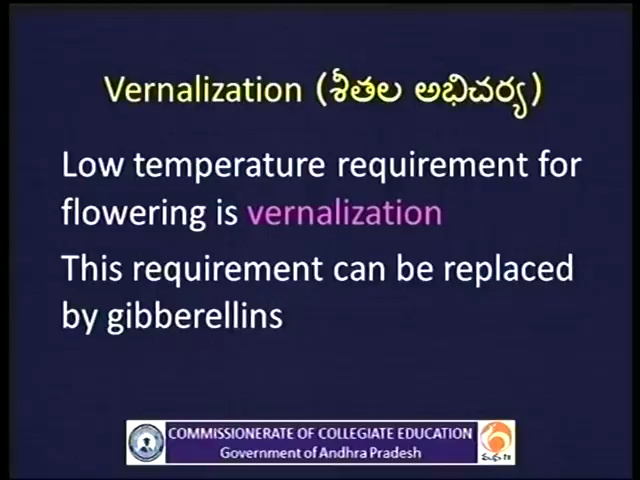 Vernalization (శీతల అభిచర్య)
Low temperature requirement for
flowering is vernalization
This requirement can be replaced
by gibberellins
COMMISSIONERATE OF COLLEGIATE EDUCATION
Government of Andhra Pradesh